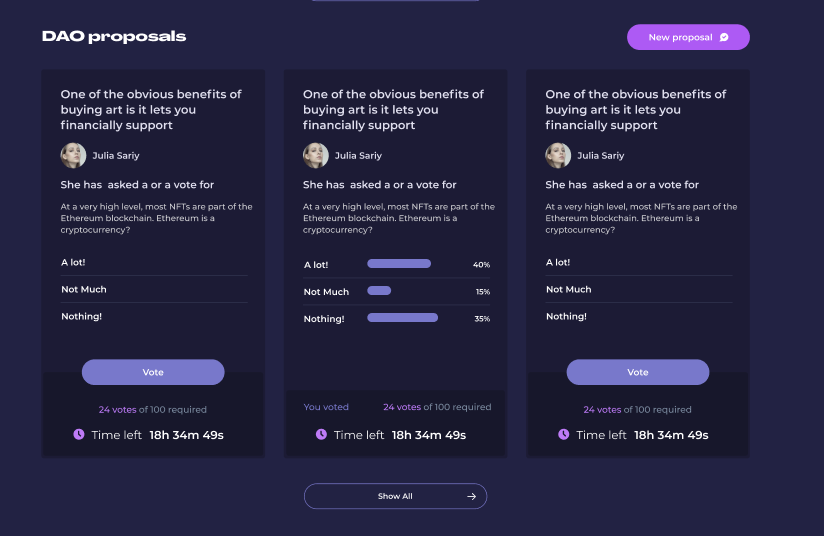 DAO proposals
New proposal
One of the obvious benefits of
buying art is it lets you
financially support
Julia Sariy
She has asked a or a vote for
At a very high level, most NFTs are part of the
Ethereum blockchain. Ethereum is a
cryptocurrency?
A lot!
Not Much
Nothing!
Vote
24 votes of 100 required
Time left 18h 34m 49s
One of the obvious benefits of
buying art is it lets you
financially support
Julia Sariy
She has asked a or a vote for
At a very high level, most NFTs are part of the
Ethereum blockchain. Ethereum is a
cryptocurrency?
A lot! 40%
Not Much 15%
Nothing! 35%
You voted 24 votes of 100 required
Time left 18h 34m 49s
One of the obvious benefits of
buying art is it lets you
financially support
Julia Sariy
She has asked a or a vote for
At a very high level, most NFTs are part of the
Ethereum blockchain. Ethereum is a
cryptocurrency?
A lot!
Not Much
Nothing!
Vote
24 votes of 100 required
Time left 18h 34m 49s
Show All